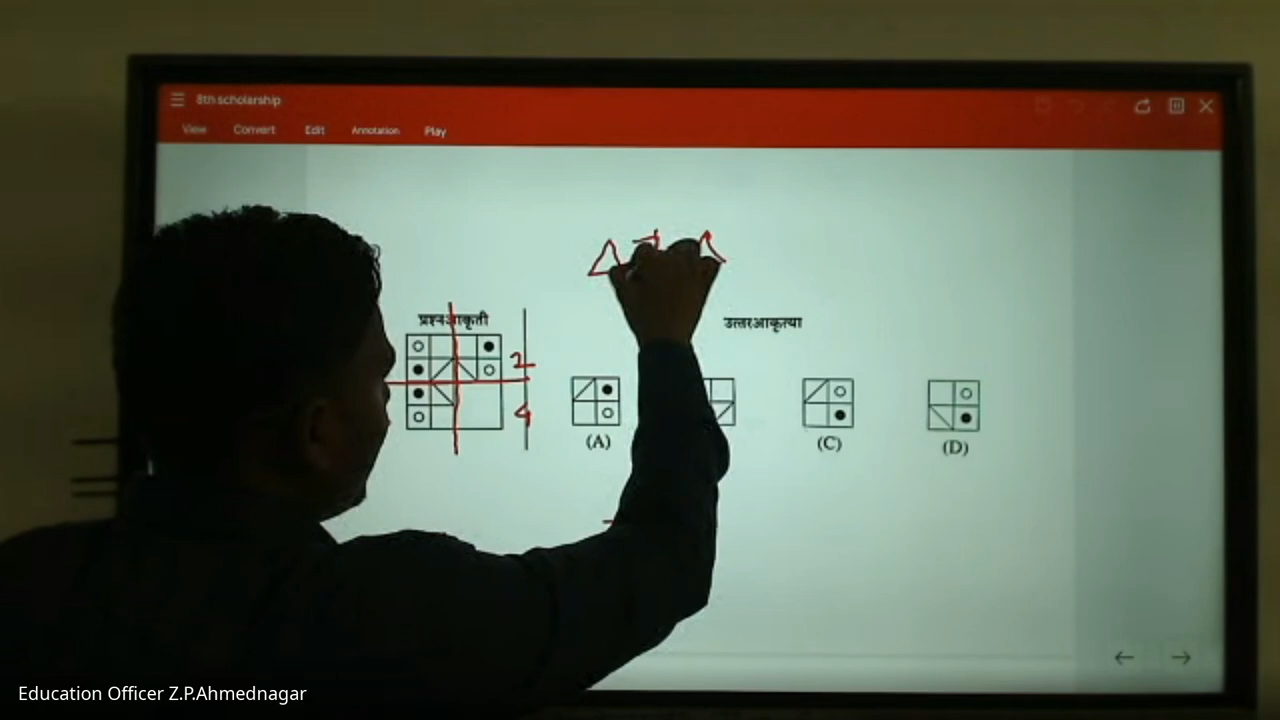 8th scholarship
View Convert Edit Annotation Play
प्रश्नआकृती
उत्तरआकृत्या
2
4
(A) (C) (D)
Education Officer Z.P.Ahmednagar